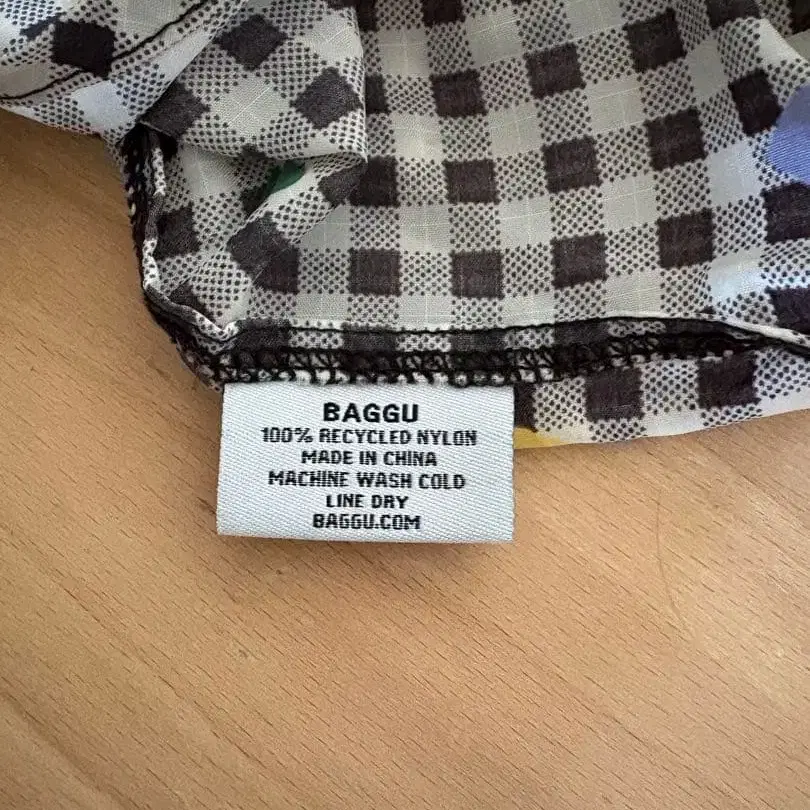 BAGGU
100% RECYCLED NYLON
MADE IN CHINA
MACHINE WASH COLD
LINE DRY
BAGGU.COM